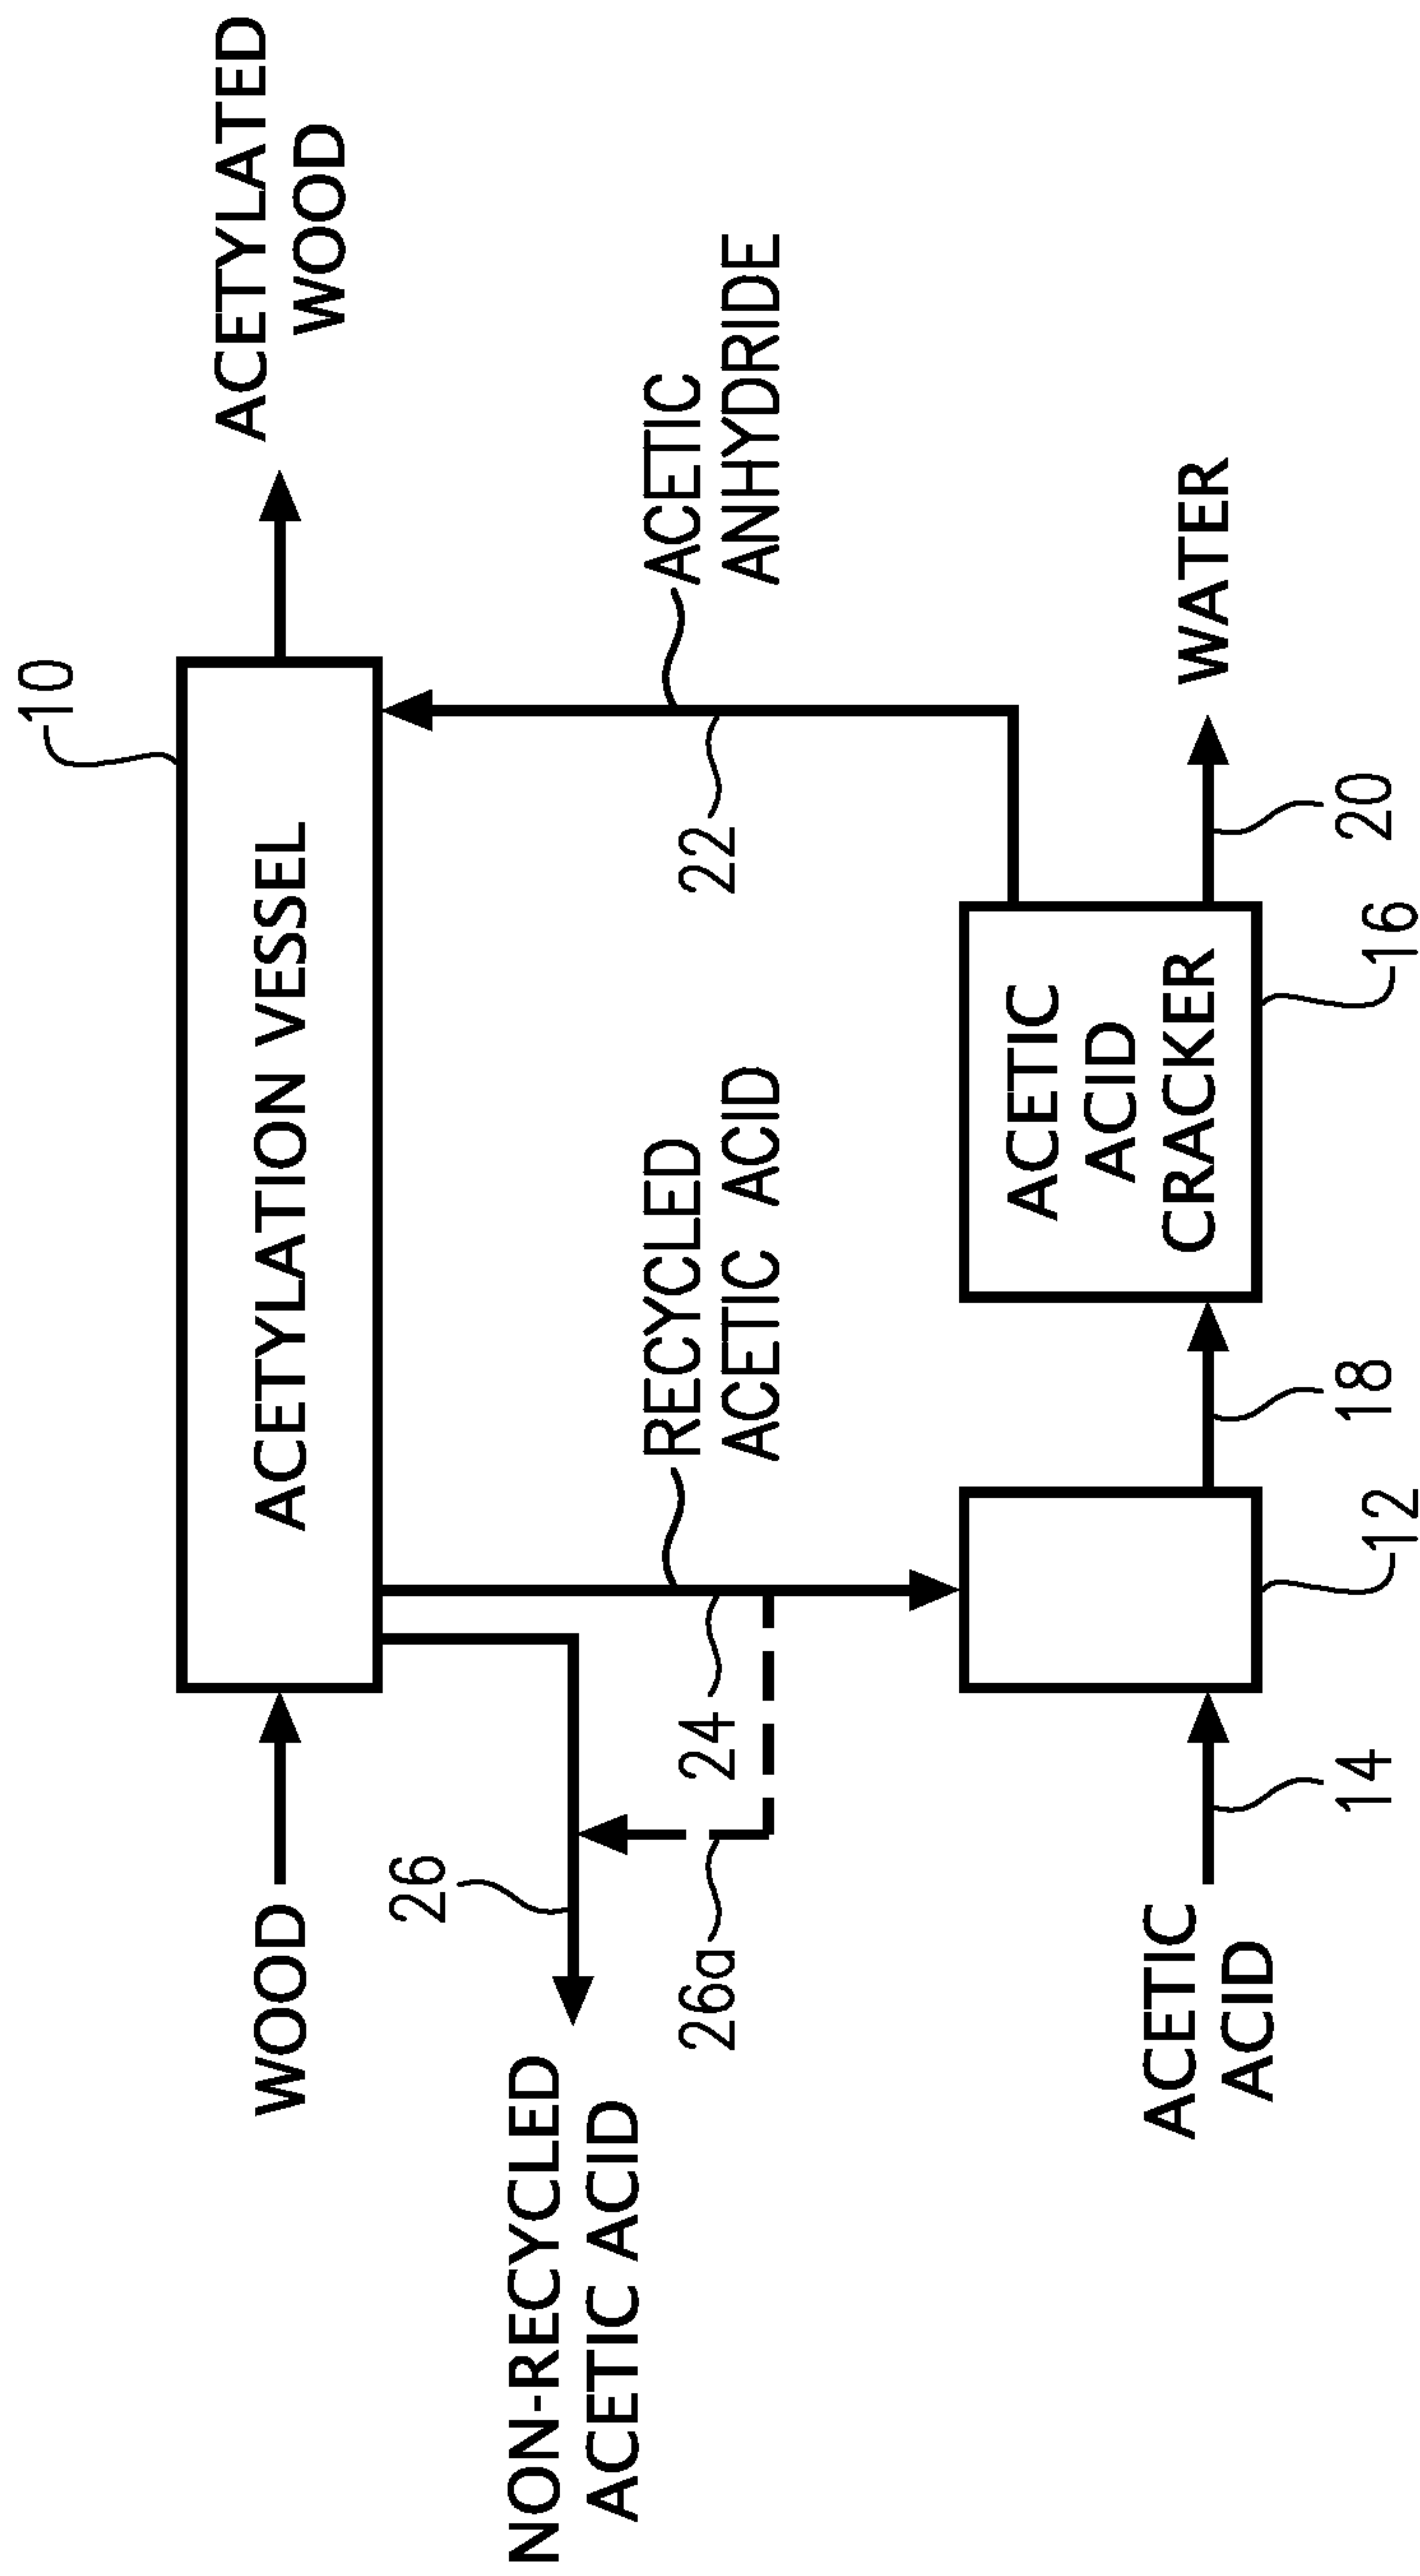 10
WOOD
ACETYLATION VESSEL
ACETYLATED
WOOD
26
NON-RECYCLED
ACETIC ACID
26a
24
RECYCLED
ACETIC ACID
22
ACETIC
ANHYDRIDE
ACETIC
ACID
14
12
18
ACETIC
ACID
CRACKER
16
20
WATER